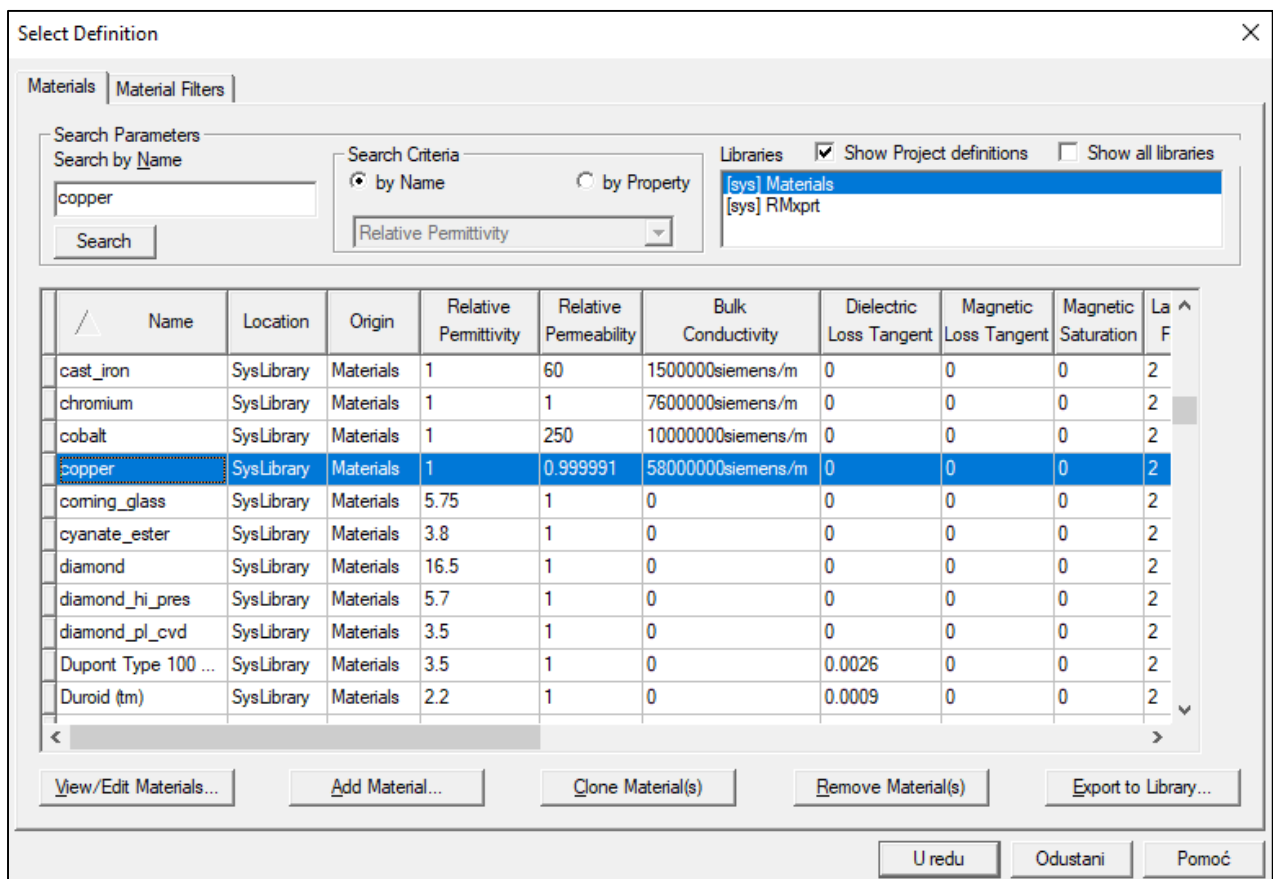 Select Definition
Materials Material Filters
Search Parameters
Search by Name
copper
Search
Search Criteria
by Name by Property
Relative Permittivity
Libraries Show Project definitions Show all libraries
[sys] Materials
[sys] RMxprt
Name Location Origin Relative Permittivity Relative Permeability Bulk Conductivity Dielectric Loss Tangent Magnetic Loss Tangent Magnetic Saturation La F
cast_iron SysLibrary Materials 1 60 1500000siemens/m 0 0 0 2
chromium SysLibrary Materials 1 1 7600000siemens/m 0 0 0 2
cobalt SysLibrary Materials 1 250 10000000siemens/m 0 0 0 2
copper SysLibrary Materials 1 0.999991 58000000siemens/m 0 0 0 2
corning_glass SysLibrary Materials 5.75 1 0 0 0 0 2
cyanate_ester SysLibrary Materials 3.8 1 0 0 0 0 2
diamond SysLibrary Materials 16.5 1 0 0 0 0 2
diamond_hi_pres SysLibrary Materials 5.7 1 0 0 0 0 2
diamond_pl_cvd SysLibrary Materials 3.5 1 0 0 0 0 2
Dupont Type 100 ... SysLibrary Materials 3.5 1 0 0.0026 0 0 2
Duroid (tm) SysLibrary Materials 2.2 1 0 0.0009 0 0 2
View/Edit Materials... Add Material... Clone Material(s) Remove Material(s) Export to Library...
U redu Odustani Pomoć